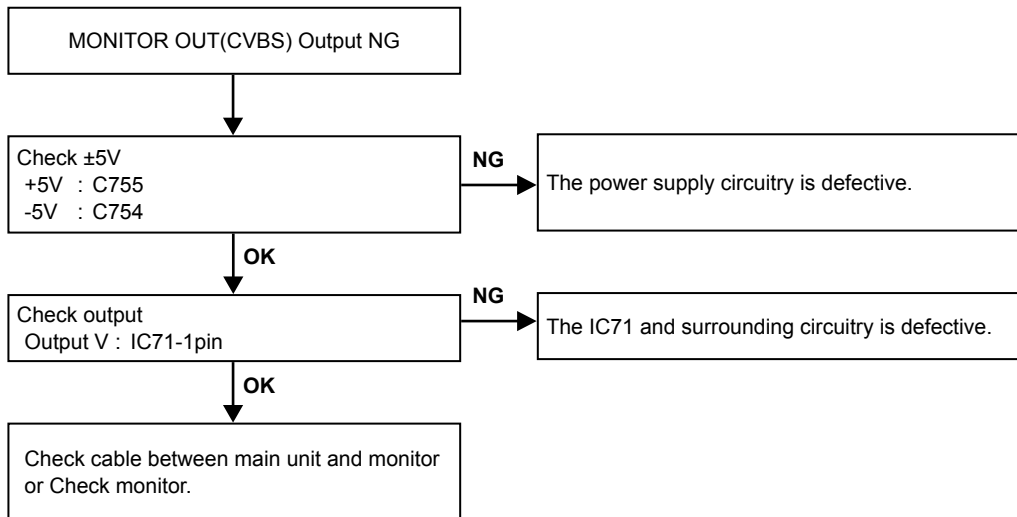 MONITOR OUT(CVBS) Output NG
Check ±5V
+5V : C755
-5V : C754
NG
The power supply circuitry is defective.
OK
Check output
Output V : IC71-1pin
NG
The IC71 and surrounding circuitry is defective.
OK
Check cable between main unit and monitor
or Check monitor.